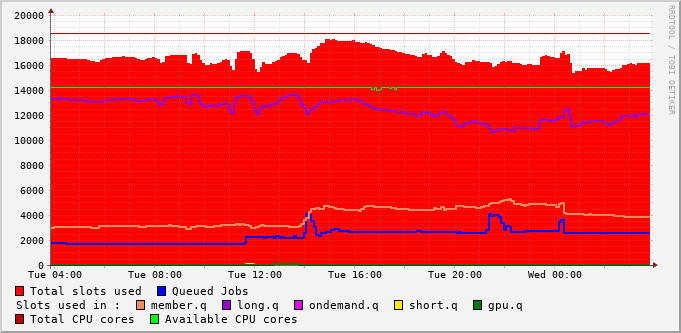 RRDTOOL / TOBI OETIKER
20000
18000
16000
14000
12000
10000
8000
6000
4000
2000
0
Tue 04:00 Tue 08:00 Tue 12:00 Tue 16:00 Tue 20:00 Wed 00:00
Total slots used Queued Jobs
Slots used in : member.q long.q ondemand.q short.q gpu.q
Total CPU cores Available CPU cores